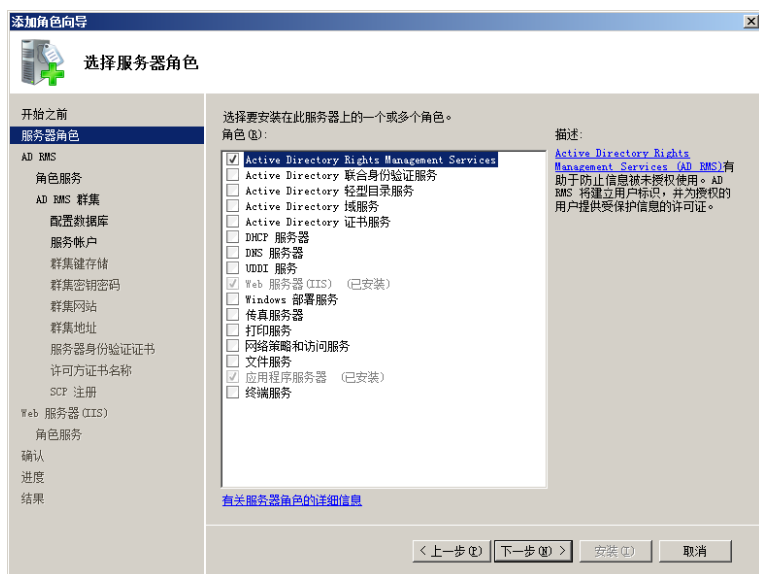 添加角色向导
选择服务器角色
开始之前
服务器角色
AD RMS
角色服务
AD RMS 群集
配置数据库
服务帐户
群集键存储
群集密钥密码
群集网站
群集地址
服务器身份验证证书
许可方证书名称
SCP 注册
Web 服务器(IIS)
角色服务
确认
进度
结果
选择要安装在此服务器上的一个或多个角色。
角色(R):
Active Directory Rights Management Services
Active Directory 联合身份验证服务
Active Directory 轻型目录服务
Active Directory 域服务
Active Directory 证书服务
DHCP 服务器
DNS 服务器
UDDI 服务
Web 服务器(IIS) (已安装)
Windows 部署服务
传真服务器
打印服务
网络策略和访问服务
文件服务
应用程序服务器 (已安装)
终端服务
有关服务器角色的详细信息
描述:
Active Directory Rights
Management Services (AD RMS)有
助于防止信息被未授权使用。AD
RMS 将建立用户标识，并为授权的
用户提供受保护信息的许可证。
< 上一步(P)
下一步(N) >
安装(I)
取消